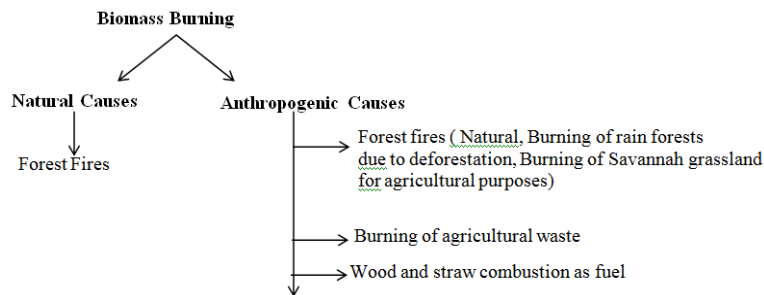 Biomass Burning
Natural Causes
Anthropogenic Causes
Forest Fires
Forest fires ( Natural, Burning of rain forests
due to deforestation, Burning of Savannah grassland
for agricultural purposes)
Burning of agricultural waste
Wood and straw combustion as fuel